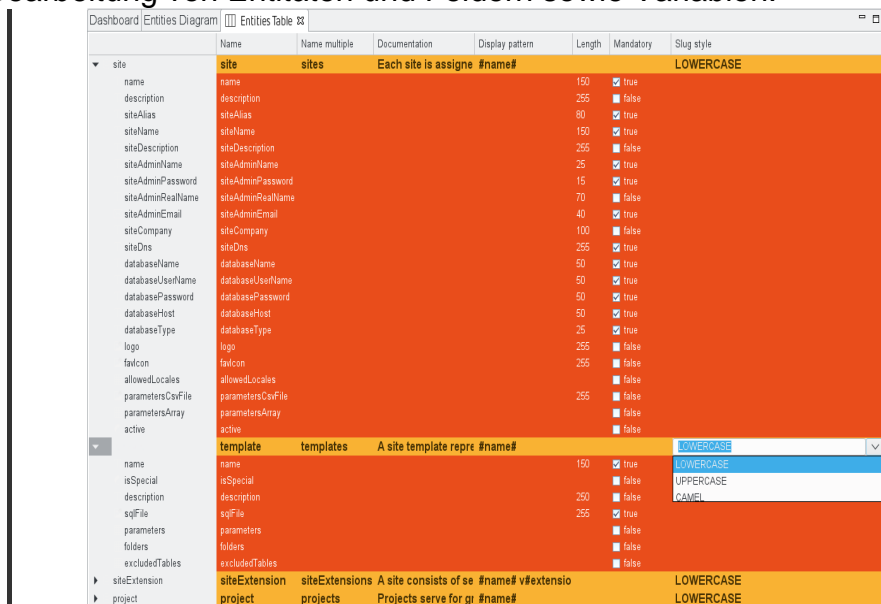 Bearbeitung von Entitäten und Feldern sowie Variablen.
Dashboard Entities Diagram Entities Table
Name Name multiple Documentation Display pattern Length Mandatory Slug style
site site sites Each site is assigne #name# LOWERCASE
name name 150 true
description description 255 false
siteAlias siteAlias 80 true
siteName siteName 150 true
siteDescription siteDescription 255 false
siteAdminName siteAdminName 25 true
siteAdminPassword siteAdminPassword 15 true
siteAdminRealName siteAdminRealName 70 false
siteAdminEmail siteAdminEmail 40 true
siteCompany siteCompany 100 false
siteDns siteDns 255 true
databaseName databaseName 50 true
databaseUserName databaseUserName 50 true
databasePassword databasePassword 50 true
databaseHost databaseHost 50 true
databaseType databaseType 25 true
logo logo 255 false
favIcon favIcon 255 false
allowedLocales allowedLocales false
parametersCsvFile parametersCsvFile 255 false
parametersArray parametersArray false
active active false
template templates A site template repre #name# LOWERCASE
name name 150 true LOWERCASE
isSpecial isSpecial false UPPERCASE
description description 250 false CAMEL
sqlFile sqlFile 255 true
parameters parameters false
folders folders false
excludedTables excludedTables false
siteExtension siteExtension siteExtensions A site consists of se #name# v#extensio LOWERCASE
project project projects Projects serve for gr #name# LOWERCASE